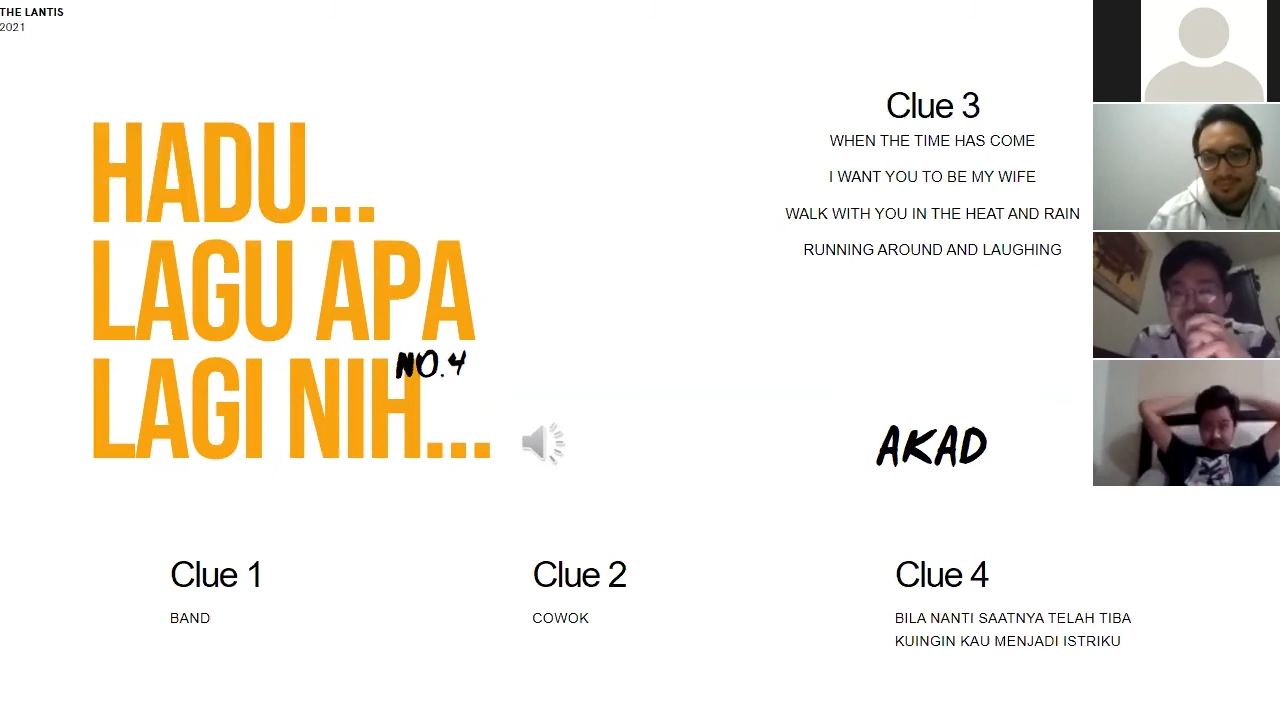 THE LANTIS
2021
HADU...
LAGU APA
LAGI NIH...
NO.4
Clue 3
WHEN THE TIME HAS COME
I WANT YOU TO BE MY WIFE
WALK WITH YOU IN THE HEAT AND RAIN
RUNNING AROUND AND LAUGHING
AKAD
Clue 1
BAND
Clue 2
COWOK
Clue 4
BILA NANTI SAATNYA TELAH TIBA
KUINGIN KAU MENJADI ISTRIKU